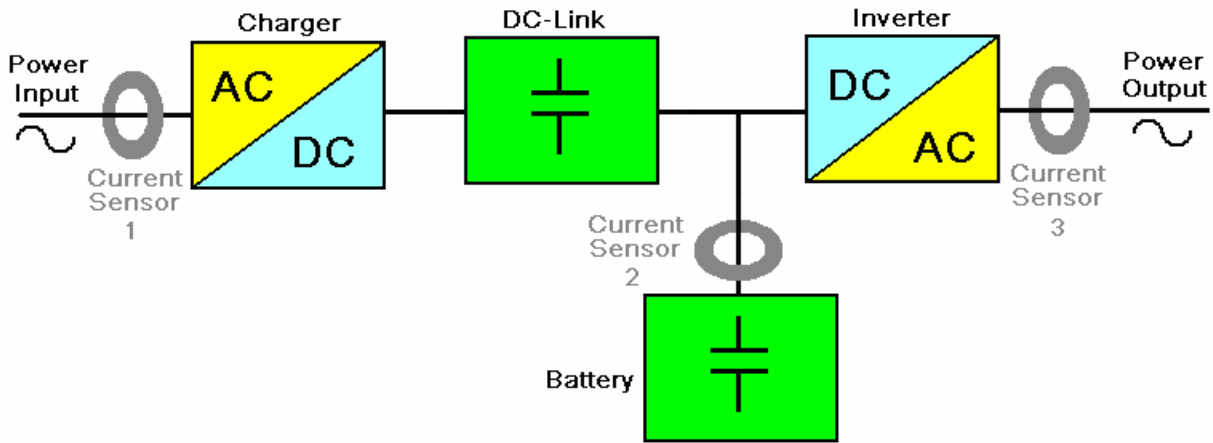 Charger
DC-Link
Inverter
Power
Input
AC
DC
DC
AC
Power
Output
Current
Sensor
1
Current
Sensor
2
Current
Sensor
3
Battery